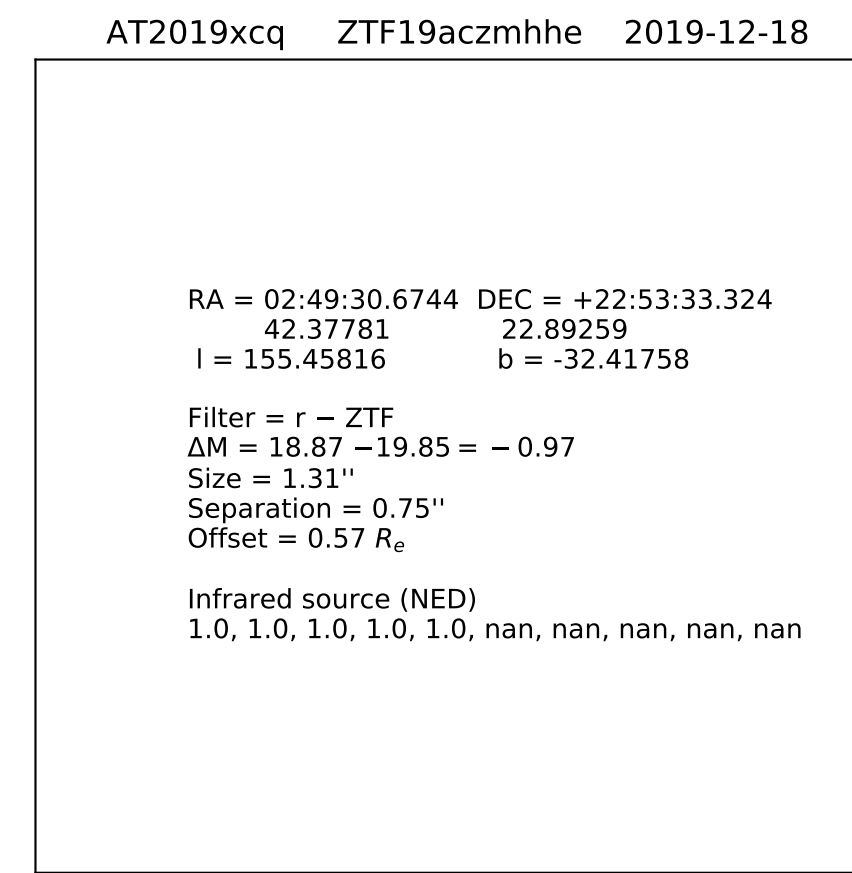 AT2019xcq ZTF19aczmhhe 2019-12-18
RA = 02:49:30.6744 DEC = +22:53:33.324
42.37781 22.89259
l = 155.45816 b = -32.41758
Filter = r − ZTF
ΔM = 18.87 −19.85 = − 0.97
Size = 1.31''
Separation = 0.75''
Offset = 0.57 Re
Infrared source (NED)
1.0, 1.0, 1.0, 1.0, 1.0, nan, nan, nan, nan, nan